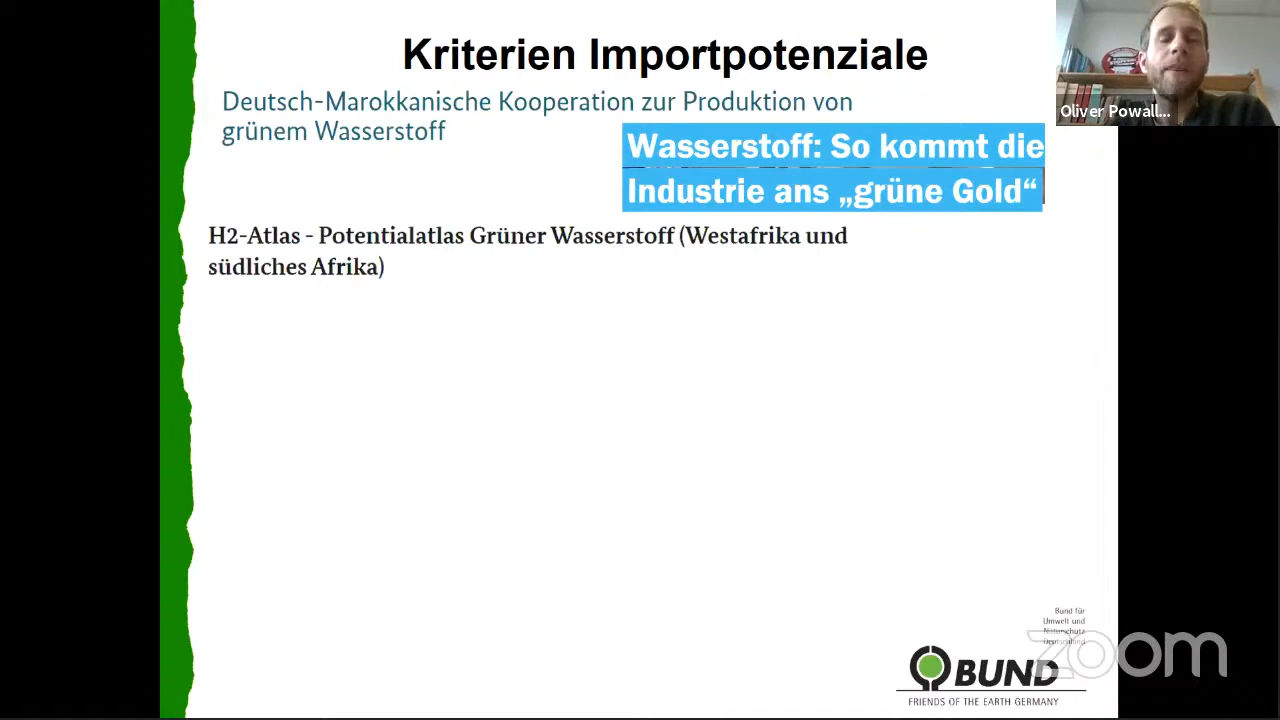 Kriterien Importpotenziale
Oliver Powall...
Deutsch-Marokkanische Kooperation zur Produktion von
grünem Wasserstoff
Wasserstoff: So kommt die
Industrie ans „grüne Gold“
H2-Atlas - Potentialatlas Grüner Wasserstoff (Westafrika und
südliches Afrika)
Bund für
Umwelt und
Naturschutz
Deutschland
zoom
BUND
FRIENDS OF THE EARTH GERMANY